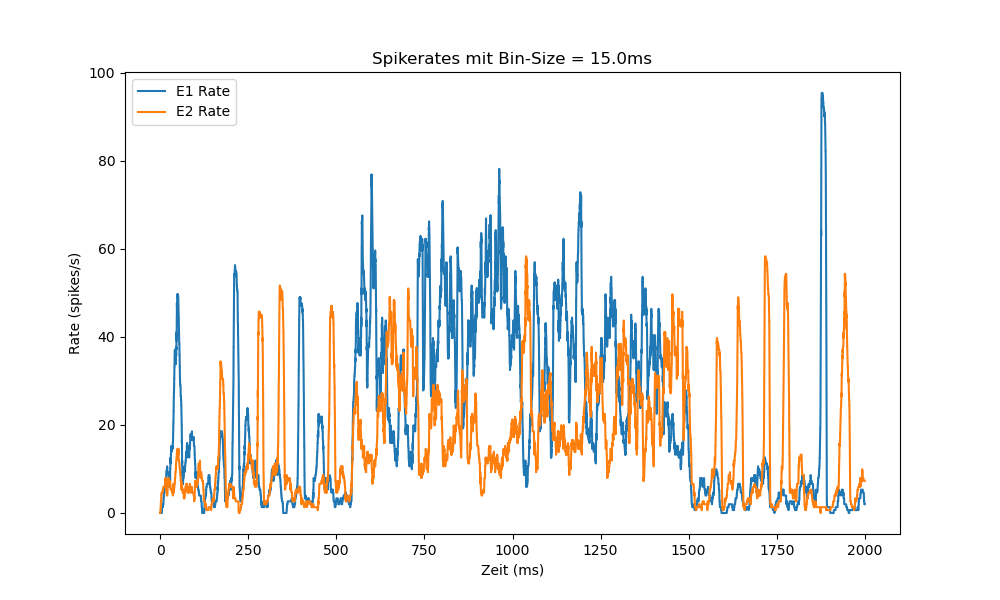 Spikerates mit Bin-Size = 15.0ms
E1 Rate
E2 Rate
100
80
60
40
20
0
Rate (spikes/s)
0 250 500 750 1000 1250 1500 1750 2000
Zeit (ms)